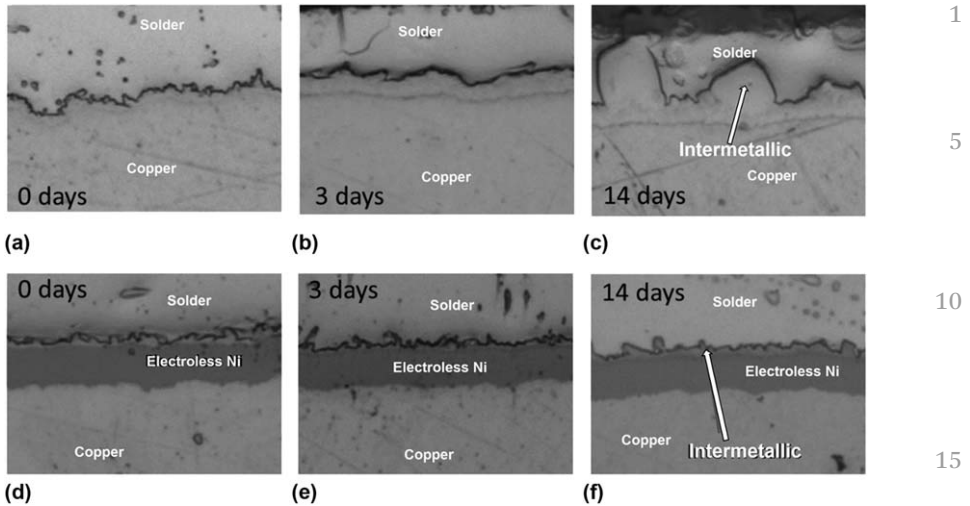 1
Solder
Copper
0 days
(a)
Solder
Copper
3 days
(b)
Solder
Intermetallic
Copper
14 days
(c)
5
0 days
Solder
Electroless Ni
Copper
(d)
3 days
Solder
Electroless Ni
Copper
(e)
14 days
Solder
Electroless Ni
Copper
Intermetallic
(f)
10
15